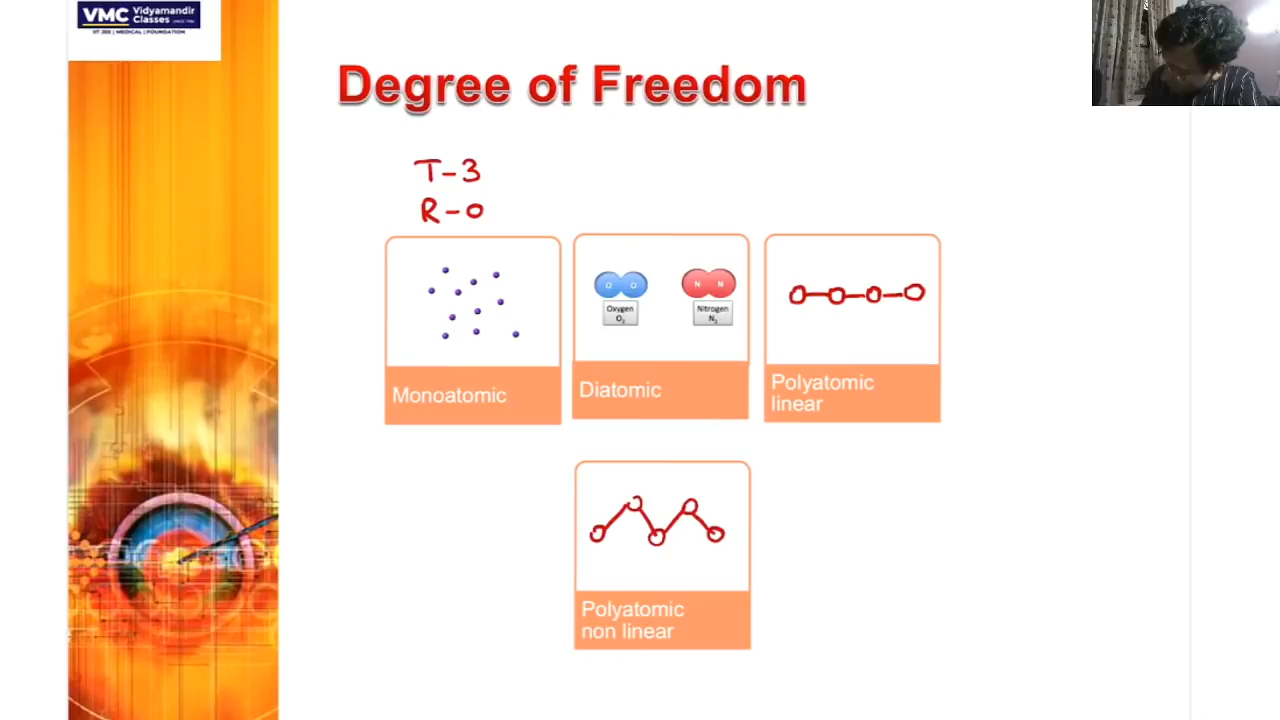 VMC Vidyamandir
Classes
IIT JEE | MEDICAL | FOUNDATION
Degree of Freedom
T-3
R-0
O O
Oxygen
O2
N N
Nitrogen
N2
Monoatomic
Diatomic
Polyatomic
linear
Polyatomic
non linear